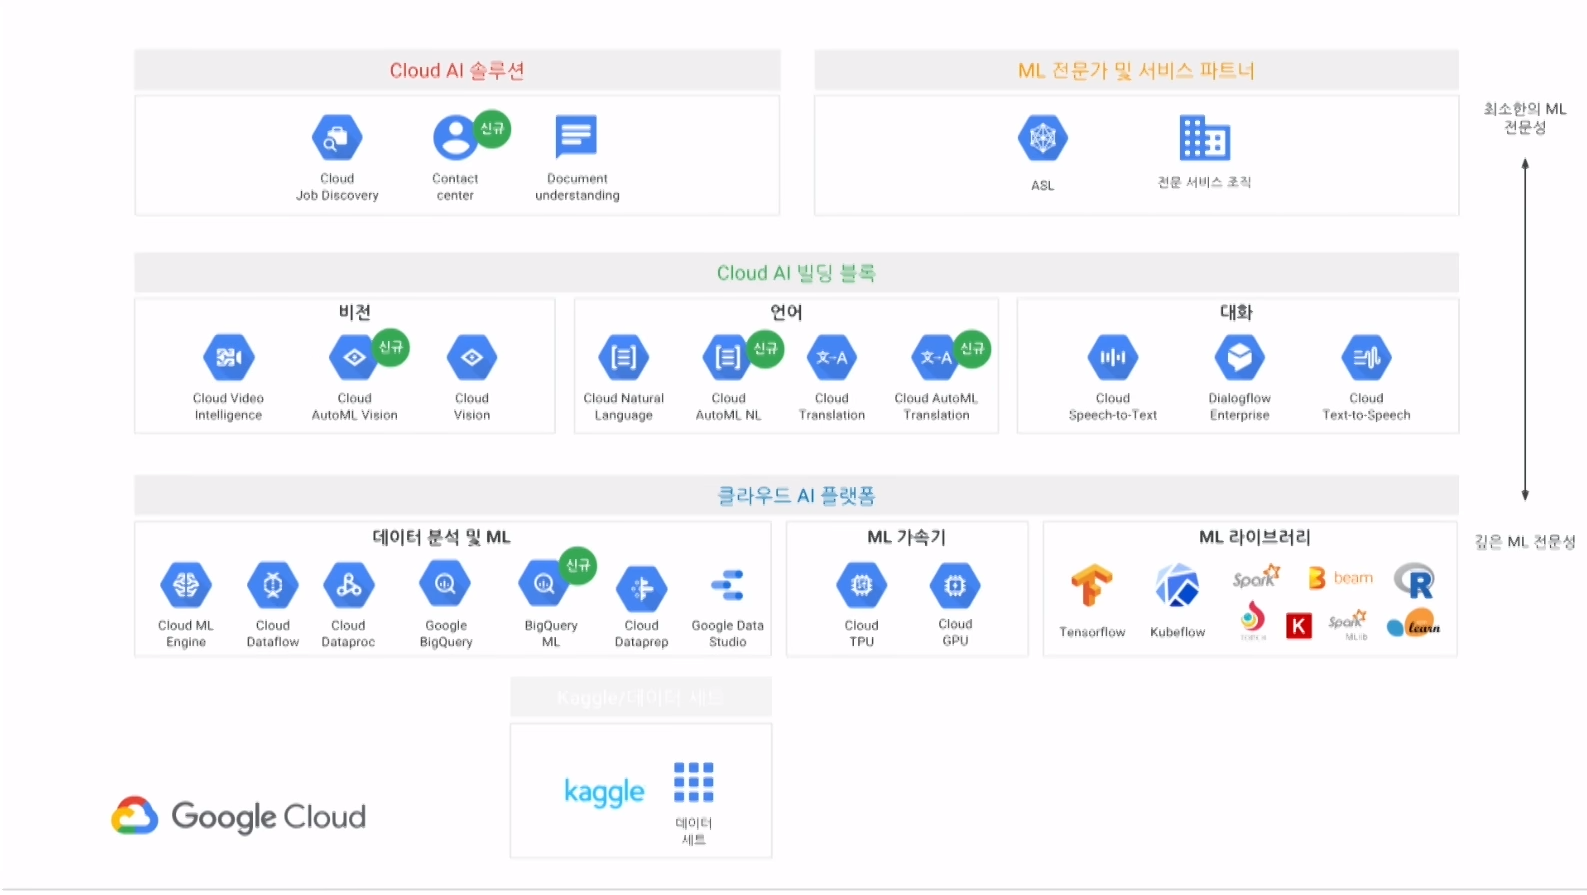 Cloud AI 솔루션
Cloud
Job Discovery
신규
Contact
center
Document
understanding
ML 전문가 및 서비스 파트너
ASL
전문 서비스 조직
최소한의 ML
전문성
Cloud AI 빌딩 블록
비전
Cloud Video
Intelligence
신규
Cloud
AutoML Vision
Cloud
Vision
언어
Cloud Natural
Language
신규
Cloud
AutoML NL
文→A
Cloud
Translation
文→A
신규
Cloud AutoML
Translation
대화
Cloud
Speech-to-Text
Dialogflow
Enterprise
Cloud
Text-to-Speech
클라우드 AI 플랫폼
데이터 분석 및 ML
Cloud ML
Engine
Cloud
Dataflow
Cloud
Dataproc
Google
BigQuery
신규
BigQuery
ML
Cloud
Dataprep
Google Data
Studio
ML 가속기
Cloud
TPU
Cloud
GPU
ML 라이브러리
Tensorflow
Kubeflow
Spark
B beam
R
TORCH
K
Spark
MLlib
learn
깊은 ML 전문성
Kaggle/데이터 세트
kaggle
데이터
세트
Google Cloud